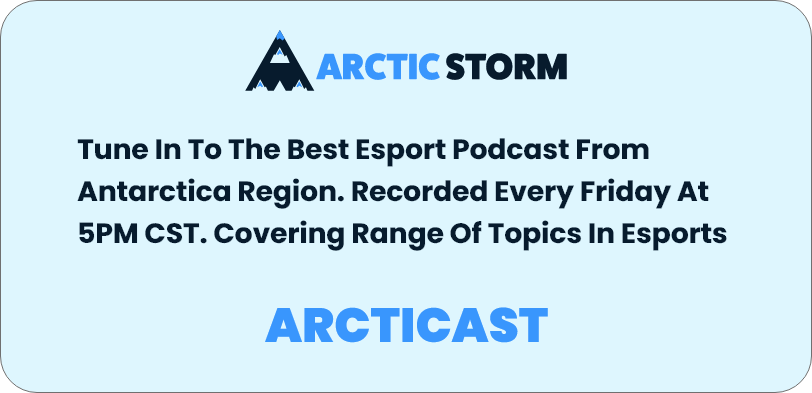 ARCTIC STORM
Tune In To The Best Esport Podcast From
Antarctica Region. Recorded Every Friday At
5PM CST. Covering Range Of Topics In Esports
ARCTICAST